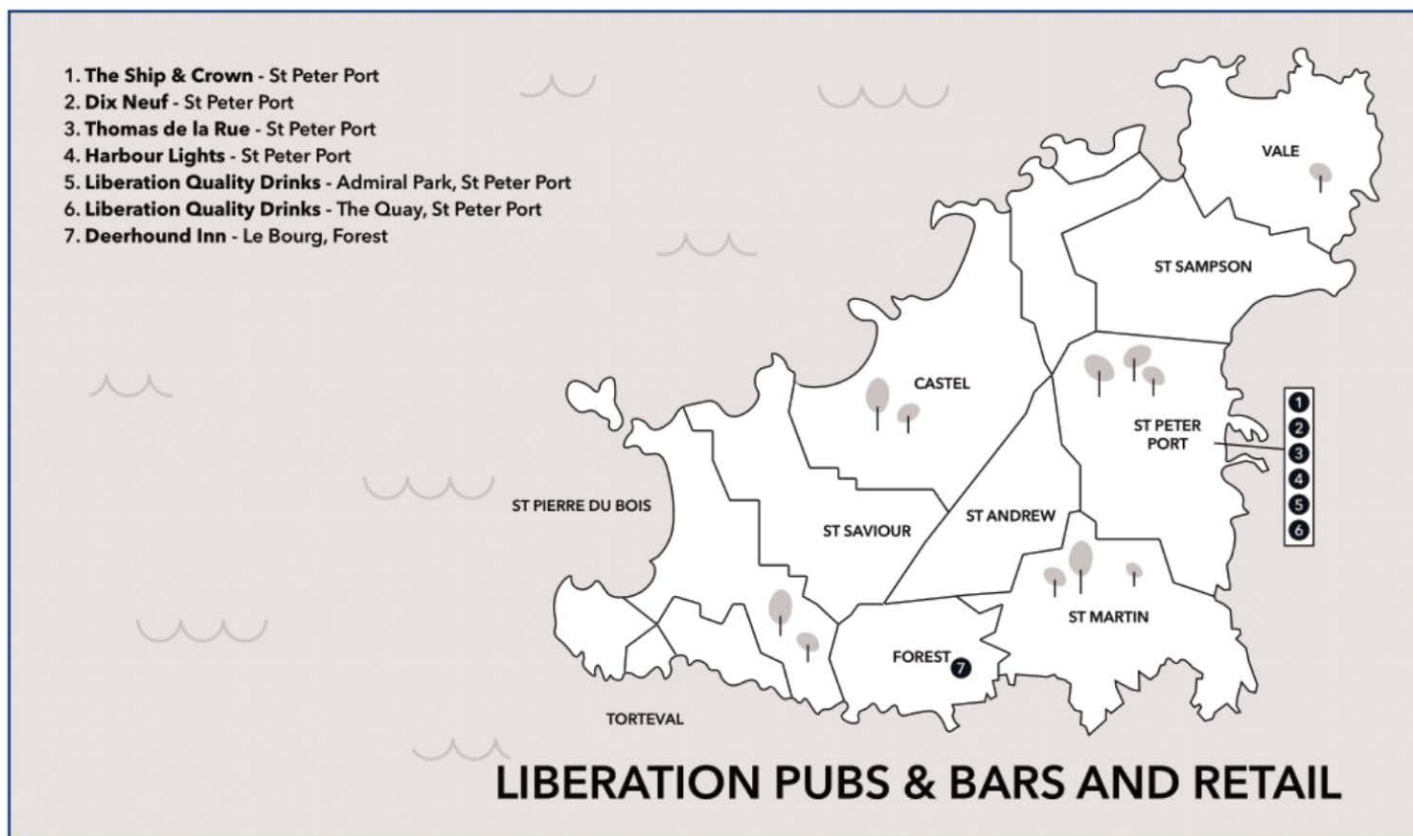 1. The Ship & Crown - St Peter Port
2. Dix Neuf - St Peter Port
3. Thomas de la Rue - St Peter Port
4. Harbour Lights - St Peter Port
5. Liberation Quality Drinks - Admiral Park, St Peter Port
6. Liberation Quality Drinks - The Quay, St Peter Port
7. Deerhound Inn - Le Bourg, Forest
VALE
ST SAMPSON
CASTEL
ST PETER
PORT
1
2
3
4
5
6
ST PIERRE DU BOIS
ST SAVIOUR
ST ANDREW
ST MARTIN
FOREST
7
TORTEVAL
LIBERATION PUBS & BARS AND RETAIL